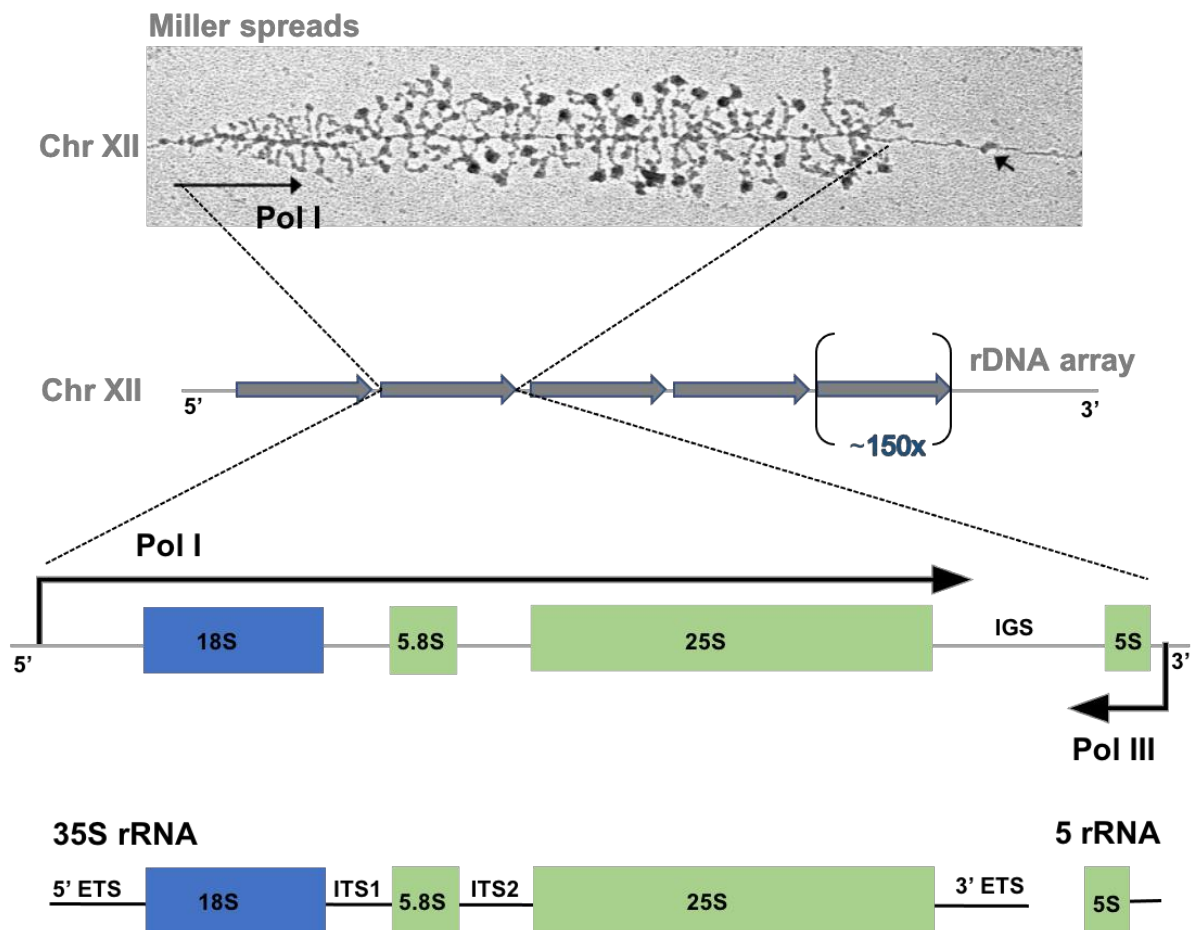 Miller spreads
Chr XII
Pol I
Chr XII
rDNA array
5’
3’
~150x
Pol I
18S
5.8S
25S
IGS
5S
5’
3’
Pol III
35S rRNA
5 rRNA
5’ ETS
18S
ITS1
5.8S
ITS2
25S
3’ ETS
5S